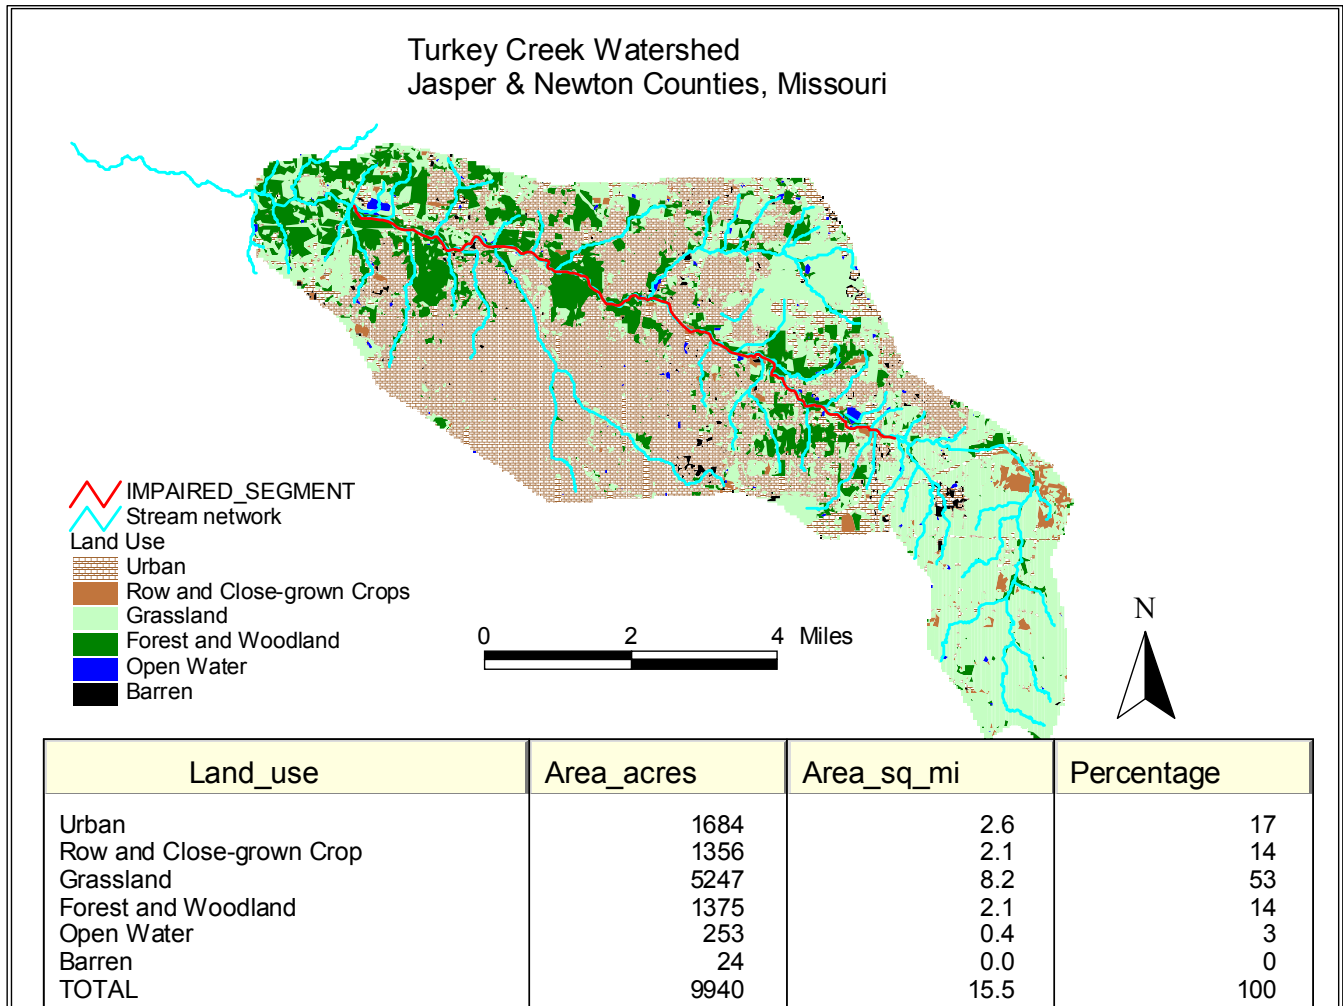 Turkey Creek Watershed
Jasper & Newton Counties, Missouri
IMPAIRED_SEGMENT
Stream network
Land Use
Urban
Row and Close-grown Crops
Grassland
Forest and Woodland
Open Water
Barren
0 2 4 Miles
N
Land_use Area_acres Area_sq_mi Percentage
Urban 1684 2.6 17
Row and Close-grown Crop 1356 2.1 14
Grassland 5247 8.2 53
Forest and Woodland 1375 2.1 14
Open Water 253 0.4 3
Barren 24 0.0 0
TOTAL 9940 15.5 100